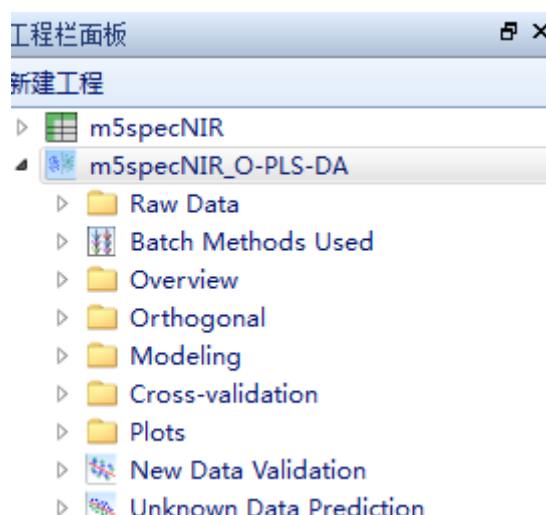 工程栏面板
新建工程
m5specNIR
m5specNIR_O-PLS-DA
Raw Data
Batch Methods Used
Overview
Orthogonal
Modeling
Cross-validation
Plots
New Data Validation
Unknown Data Prediction